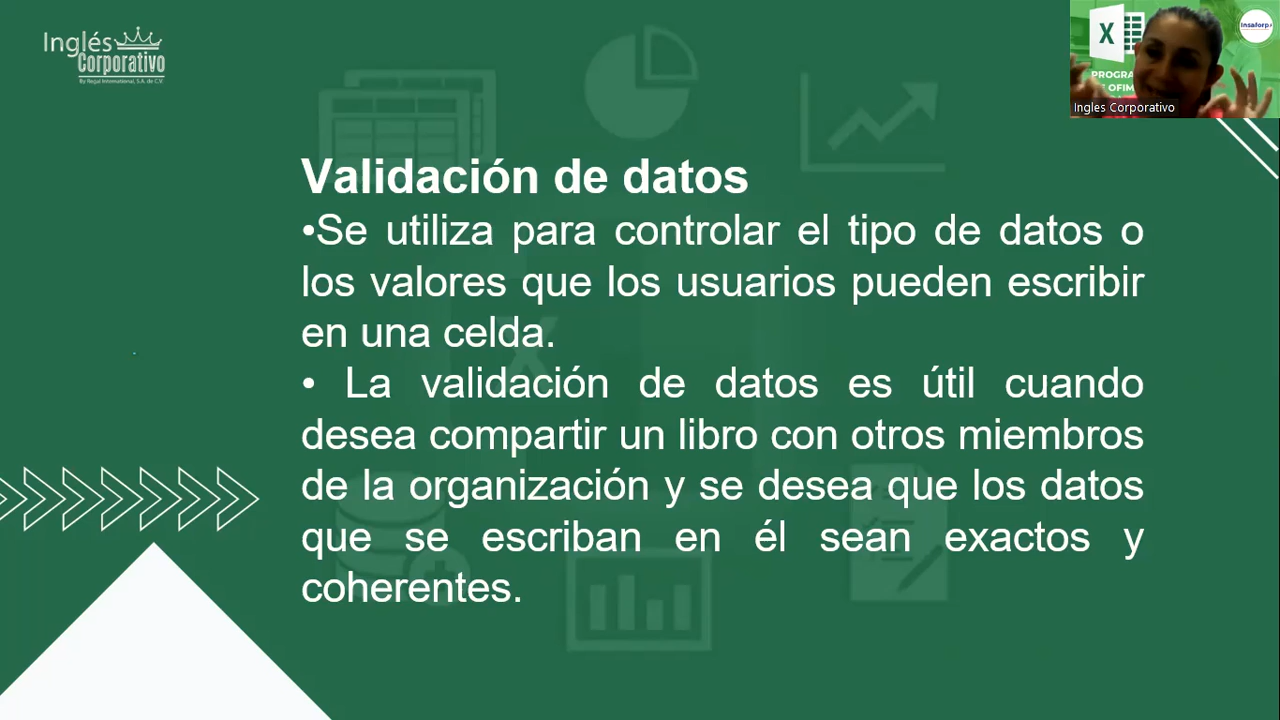 Inglés
Corporativo
By Regal International, S.A. de C.V.
X
Insaforp
PROGRA
OFIM
Ingles Corporativo
Validación de datos
•Se utiliza para controlar el tipo de datos o
los valores que los usuarios pueden escribir
en una celda.
• La validación de datos es útil cuando
desea compartir un libro con otros miembros
de la organización y se desea que los datos
que se escriban en él sean exactos y
coherentes.